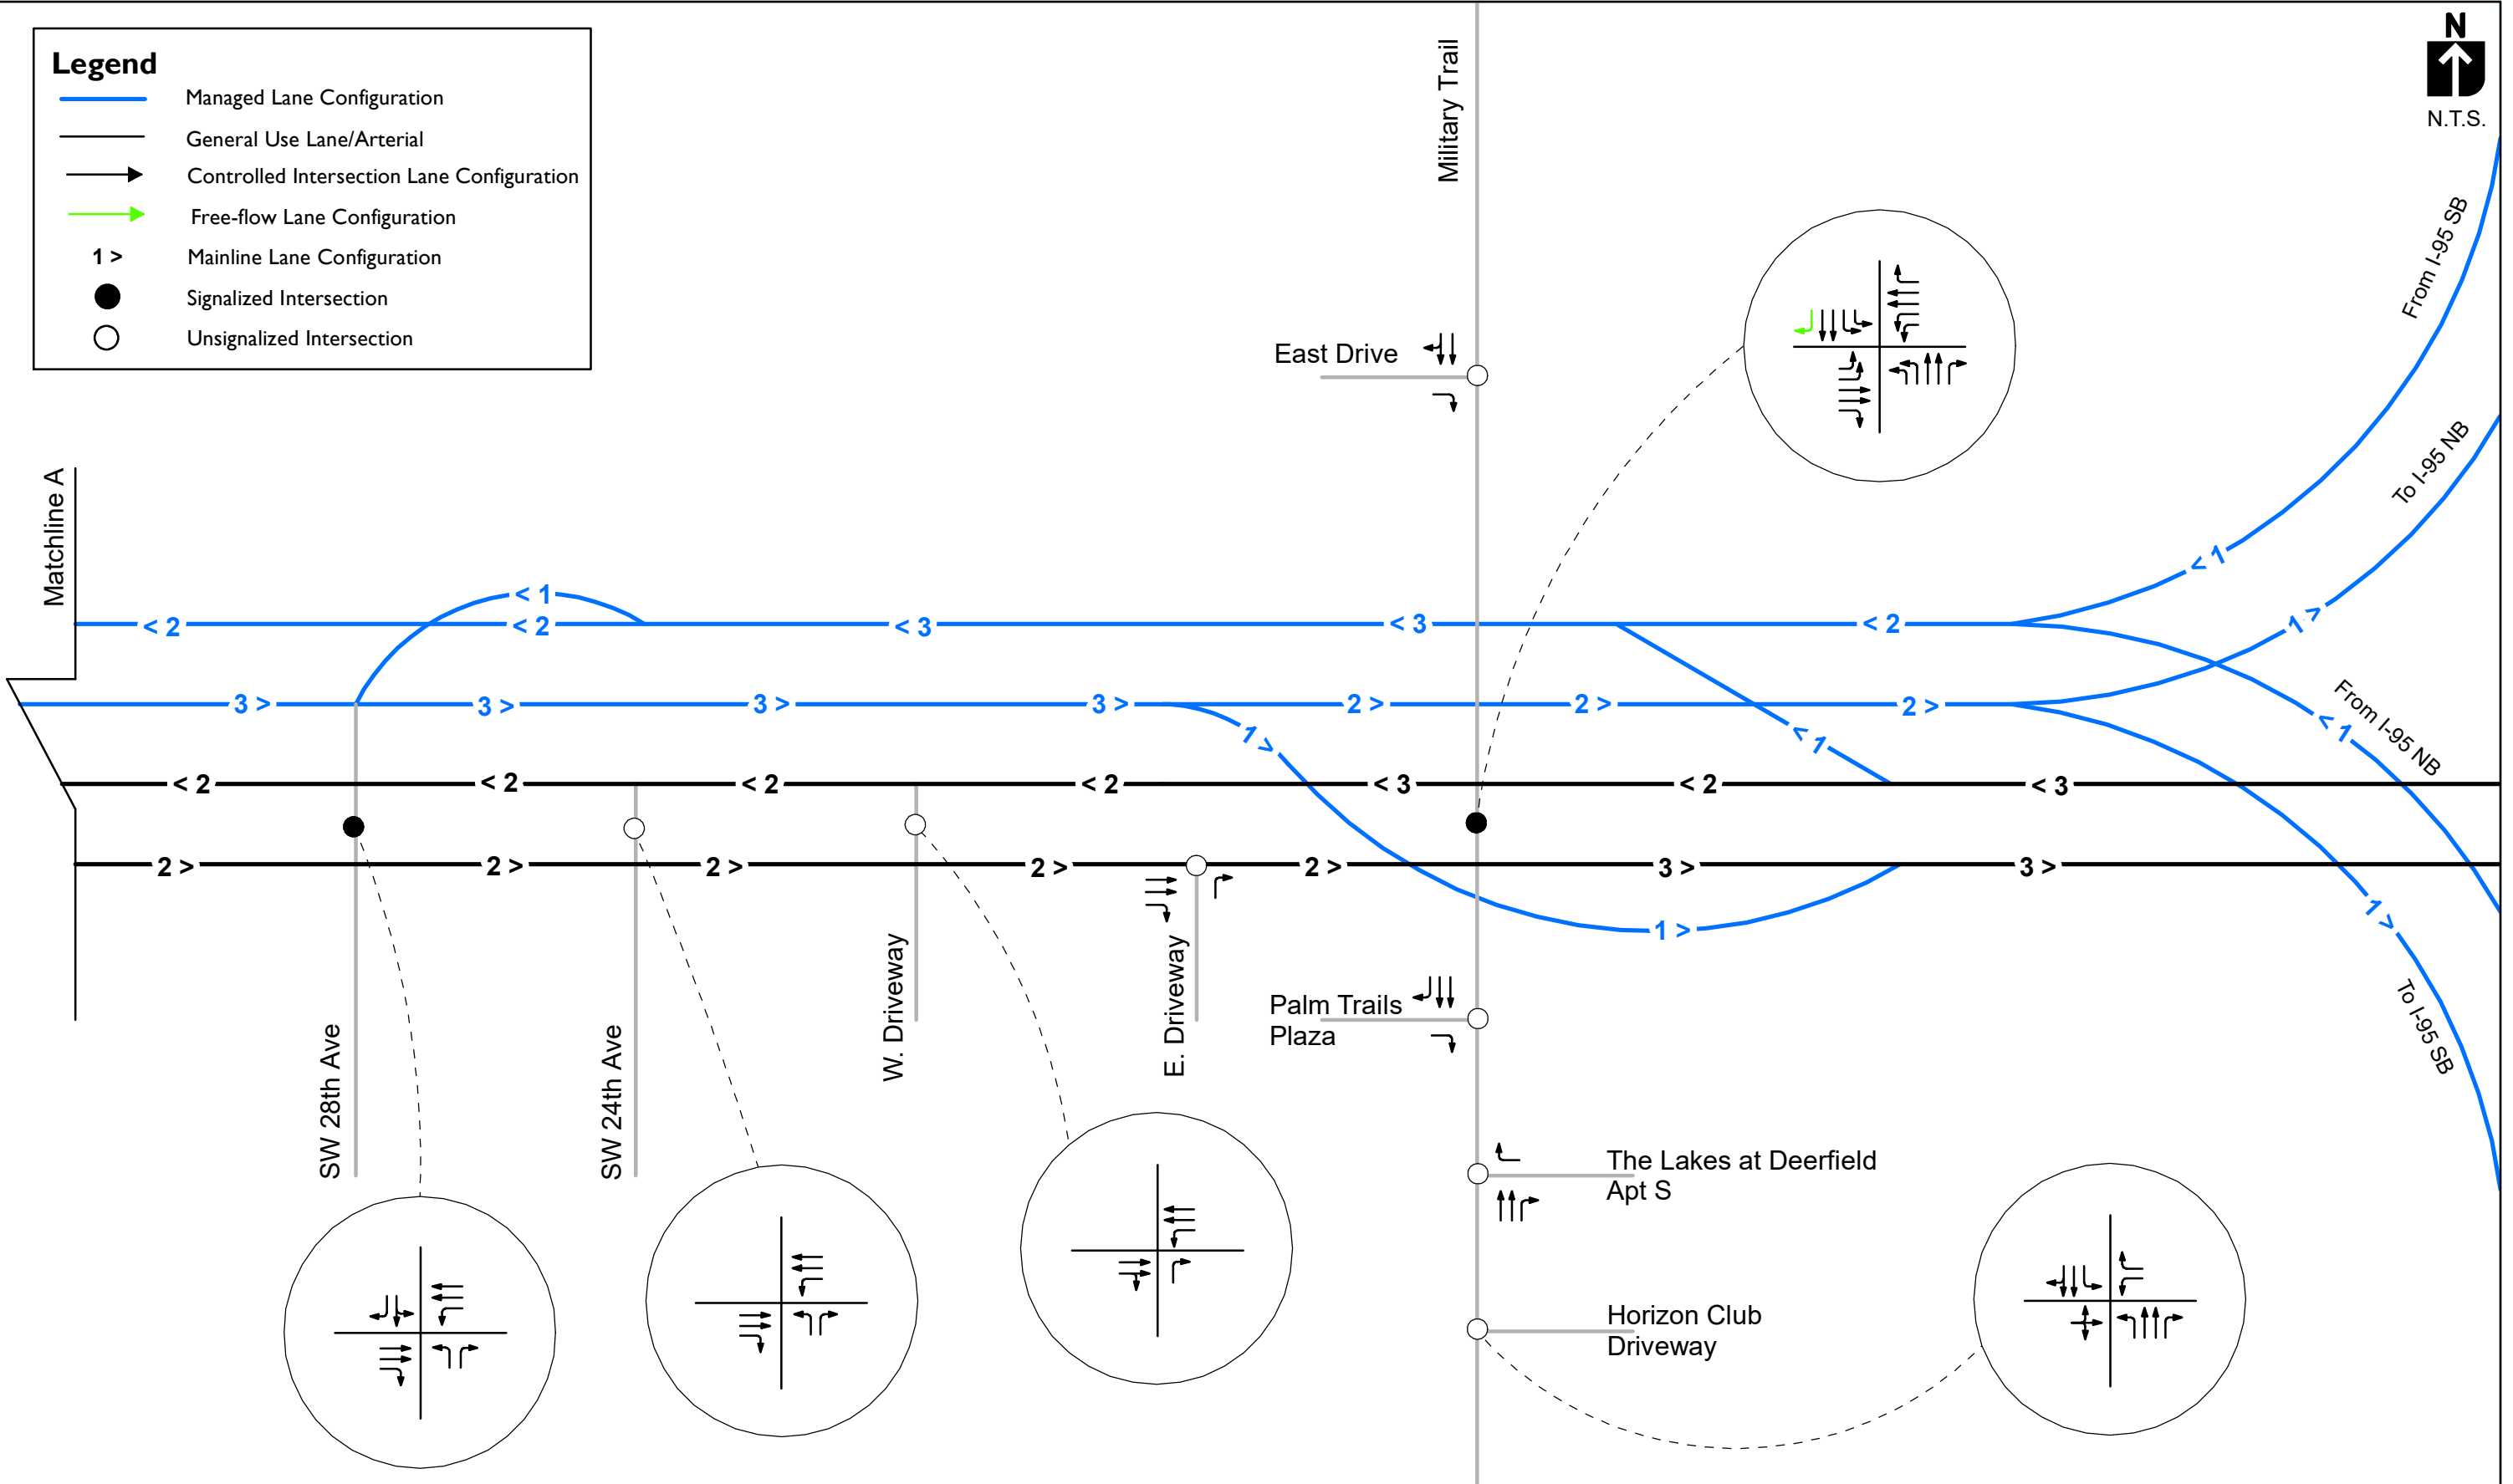 Legend
Managed Lane Configuration
General Use Lane/Arterial
Controlled Intersection Lane Configuration
Free-flow Lane Configuration
1 > Mainline Lane Configuration
Signalized Intersection
Unsignalized Intersection
N
N.T.S.
Military Trail
From I-95 SB
East Drive
To I-95 NB
Matchline A
< 1
< 1
1 >
< 2
< 2
< 3
< 3
< 2
3 >
3 >
3 >
3 >
2 >
2 >
2 >
From I-95 NB
< 1
1 >
< 1
< 2
< 2
< 2
< 2
< 3
< 2
< 3
2 >
2 >
2 >
2 >
2 >
3 >
3 >
1 >
1 >
To I-95 SB
SW 28th Ave
SW 24th Ave
W. Driveway
E. Driveway
Palm Trails
Plaza
The Lakes at Deerfield
Apt S
Horizon Club
Driveway